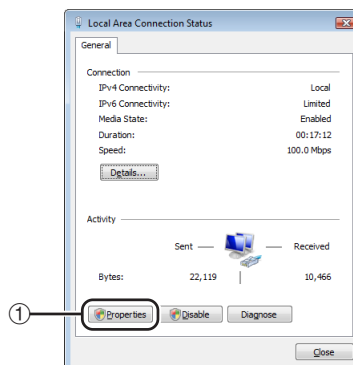 Local Area Connection Status
General
Connection
IPv4 Connectivity: Local
IPv6 Connectivity: Limited
Media State: Enabled
Duration: 00:17:12
Speed: 100.0 Mbps
Details...
Activity
Sent — — Received
Bytes: 22,119 | 10,466
① Properties Disable Diagnose
Close